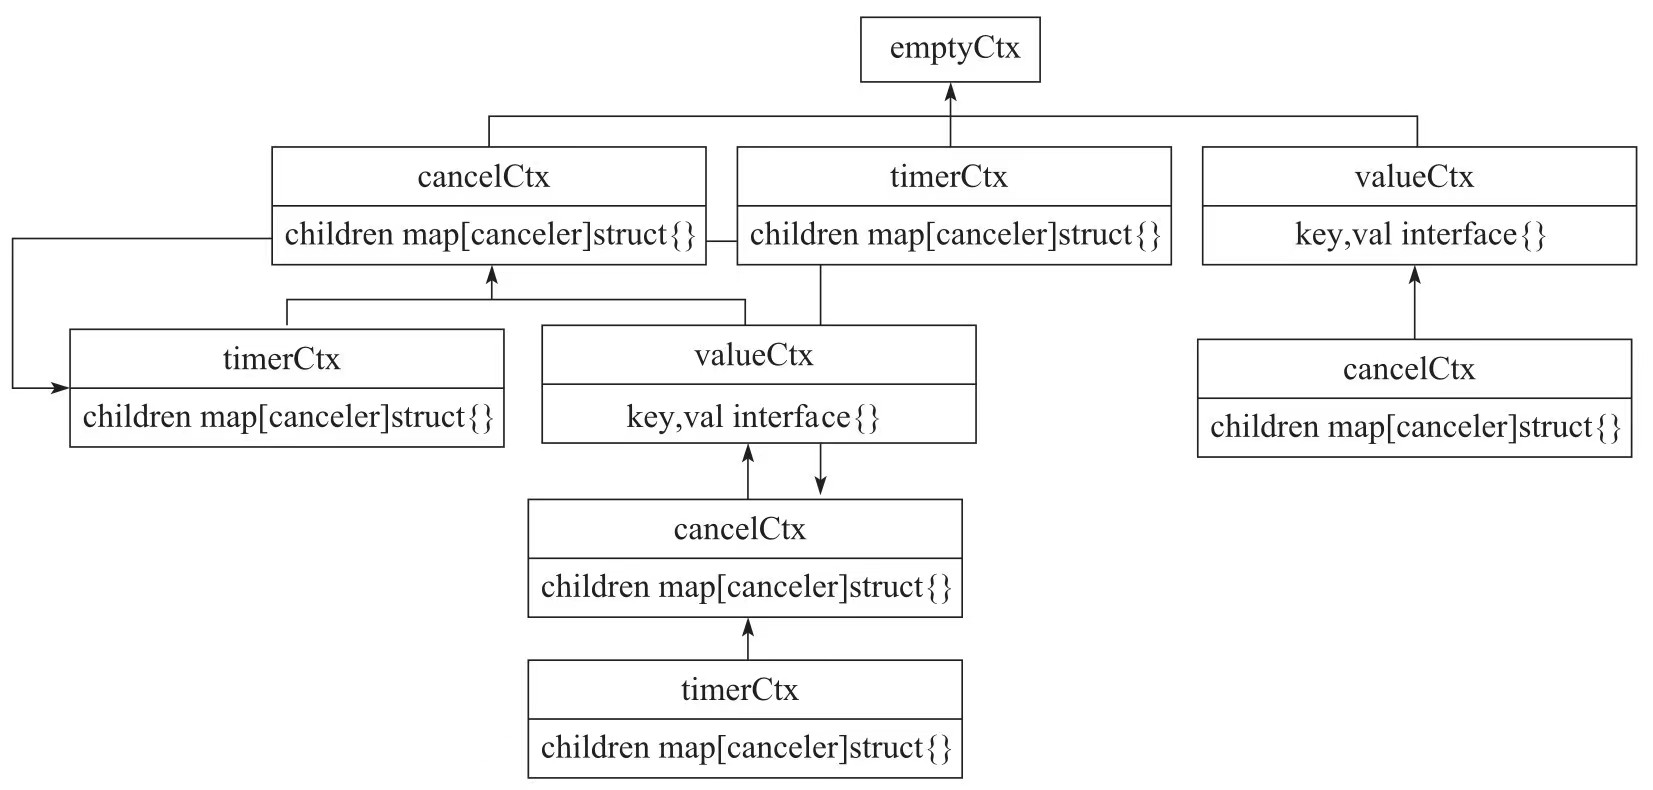 emptyCtx
cancelCtx
children map[canceler]struct{}
timerCtx
children map[canceler]struct{}
valueCtx
key,val interface{}
timerCtx
children map[canceler]struct{}
valueCtx
key,val interface{}
cancelCtx
children map[canceler]struct{}
cancelCtx
children map[canceler]struct{}
timerCtx
children map[canceler]struct{}